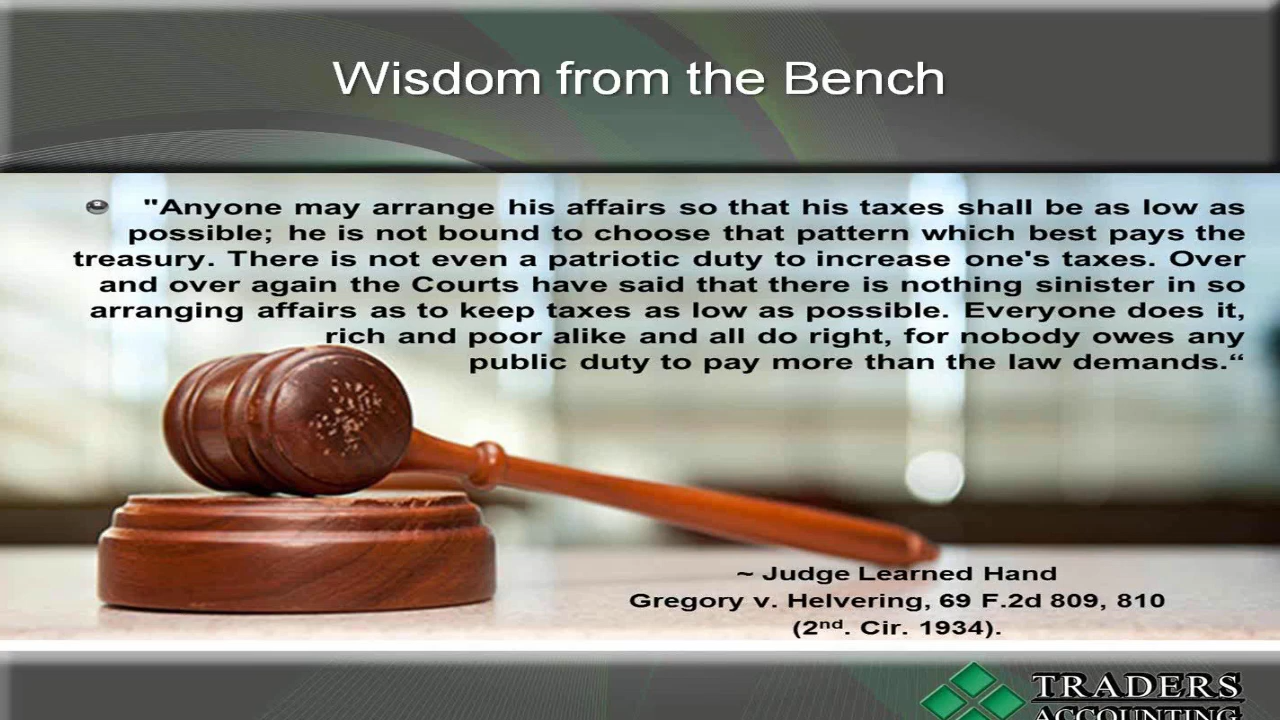 Wisdom from the Bench
"Anyone may arrange his affairs so that his taxes shall be as low as
possible; he is not bound to choose that pattern which best pays the
treasury. There is not even a patriotic duty to increase one's taxes. Over
and over again the Courts have said that there is nothing sinister in so
arranging affairs as to keep taxes as low as possible. Everyone does it,
rich and poor alike and all do right, for nobody owes any
public duty to pay more than the law demands.“
~ Judge Learned Hand
Gregory v. Helvering, 69 F.2d 809, 810
(2nd. Cir. 1934).
TRADERS
ACCOUNTING